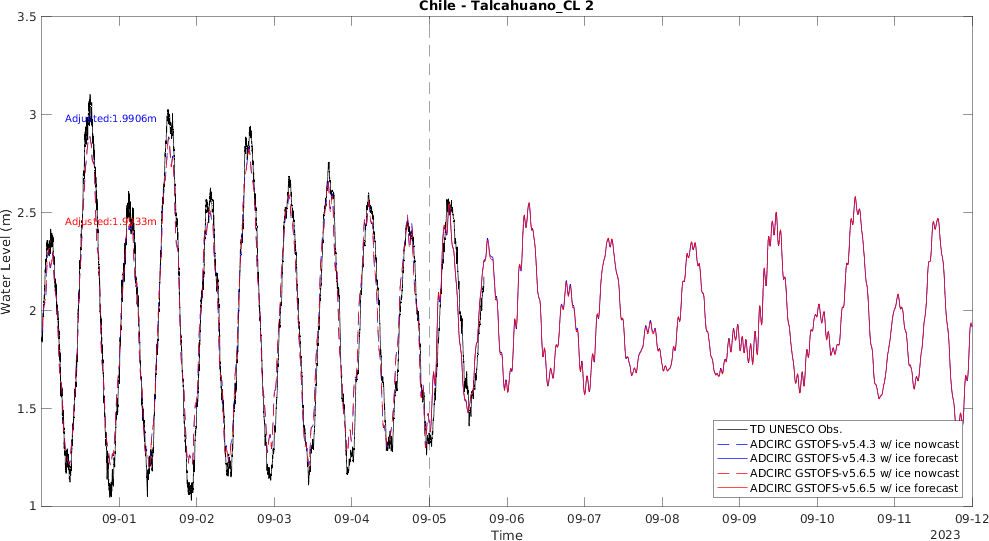 Chile - Talcahuano_CL 2
3.5
3
2.5
2
1.5
1
Water Level (m)
Adjusted:1.9906m
09-01
09-02
09-03
09-04
09-05
09-06
09-07
09-08
09-09
09-10
09-11
09-12
Time
2023
TD UNESCO Obs.
ADCIRC GSTOFS-v5.4.3 w/ ice nowcast
ADCIRC GSTOFS-v5.4.3 w/ ice forecast
ADCIRC GSTOFS-v5.6.5 w/ ice nowcast
ADCIRC GSTOFS-v5.6.5 w/ ice forecast